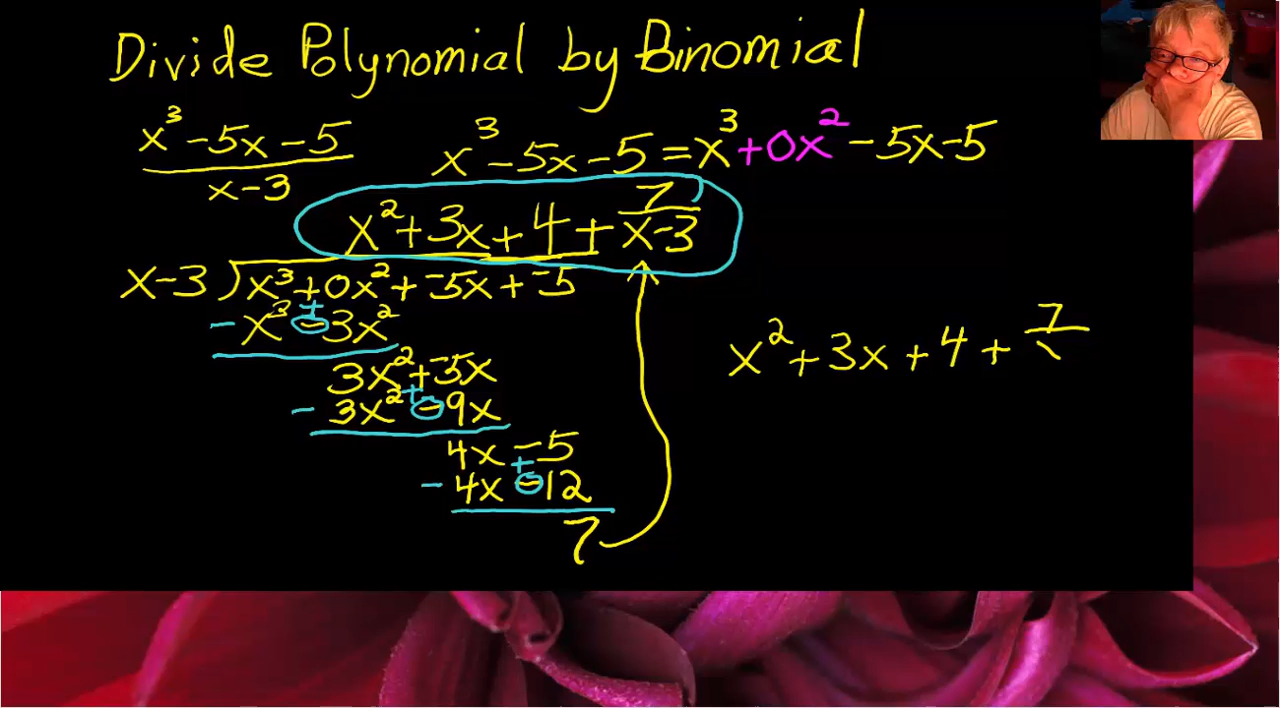 Divide Polynomial by Binomial
x³ -5x -5
x-3
x³ -5x -5 = x³ +0x² -5x -5
x² + 3x + 4 + 7/(x-3)
x-3 ) x³ + 0x² + -5x + -5
- x³ - + 3x²
3x² + -5x
- 3x² - + 9x
4x -5
- 4x - + 12
7
x² + 3x + 4 + 7